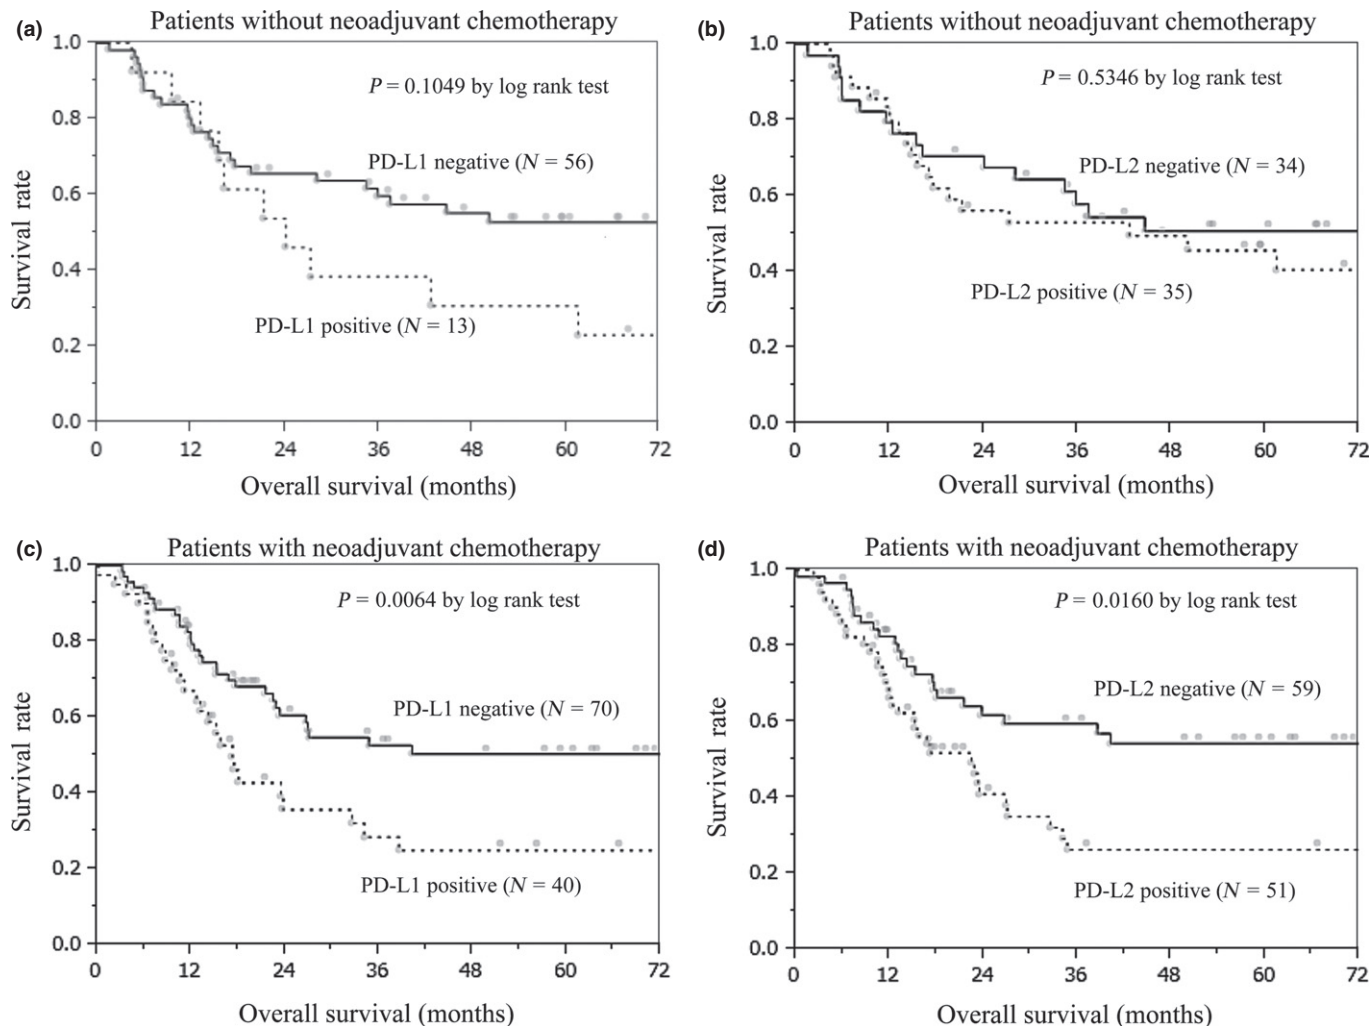 (a)
Patients without neoadjuvant chemotherapy
1.0
0.8
0.6
0.4
0.2
0.0
Survival rate
P = 0.1049 by log rank test
PD-L1 negative (N = 56)
PD-L1 positive (N = 13)
0 12 24 36 48 60 72
Overall survival (months)
(b)
Patients without neoadjuvant chemotherapy
1.0
0.8
0.6
0.4
0.2
0.0
Survival rate
P = 0.5346 by log rank test
PD-L2 negative (N = 34)
PD-L2 positive (N = 35)
0 12 24 36 48 60 72
Overall survival (months)
(c)
Patients with neoadjuvant chemotherapy
1.0
0.8
0.6
0.4
0.2
0.0
Survival rate
P = 0.0064 by log rank test
PD-L1 negative (N = 70)
PD-L1 positive (N = 40)
0 12 24 36 48 60 72
Overall survival (months)
(d)
Patients with neoadjuvant chemotherapy
1.0
0.8
0.6
0.4
0.2
0.0
Survival rate
P = 0.0160 by log rank test
PD-L2 negative (N = 59)
PD-L2 positive (N = 51)
0 12 24 36 48 60 72
Overall survival (months)